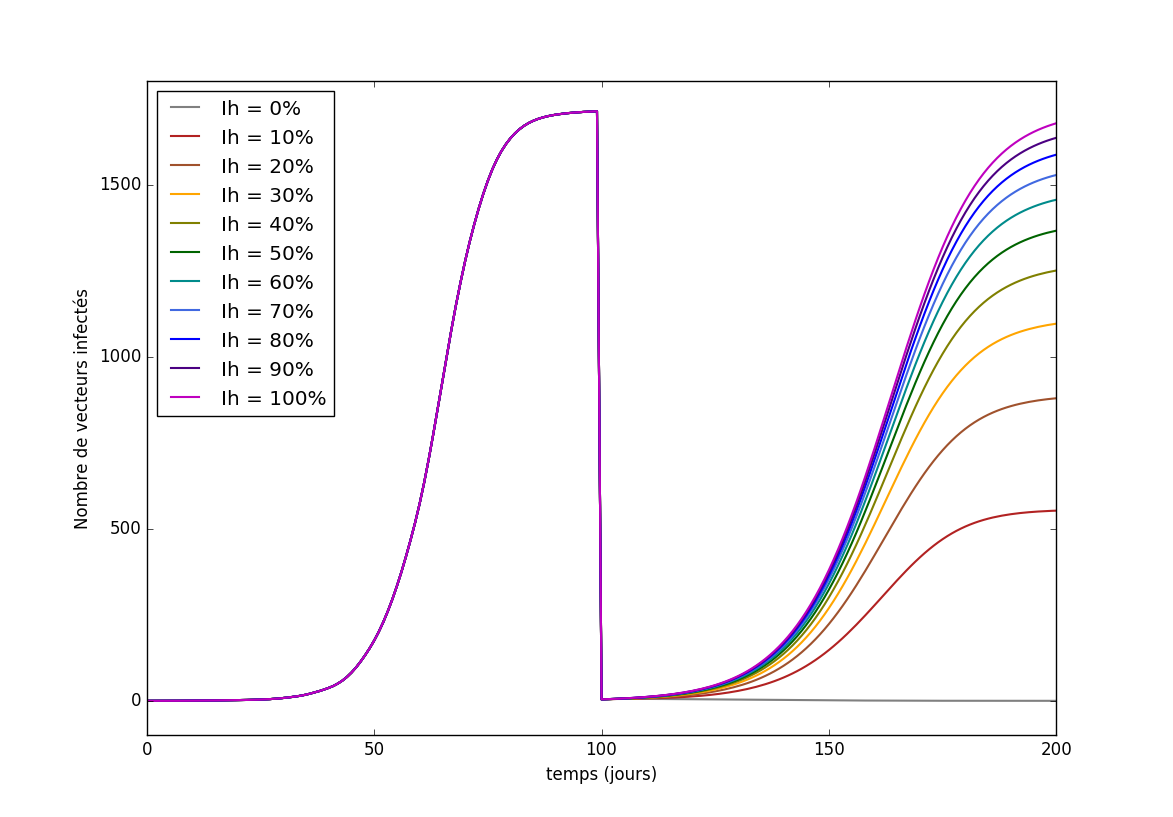 Ih = 0%
Ih = 10%
Ih = 20%
Ih = 30%
Ih = 40%
Ih = 50%
Ih = 60%
Ih = 70%
Ih = 80%
Ih = 90%
Ih = 100%
1500
1000
500
0
Nombre de vecteurs infectés
0 50 100 150 200
temps (jours)